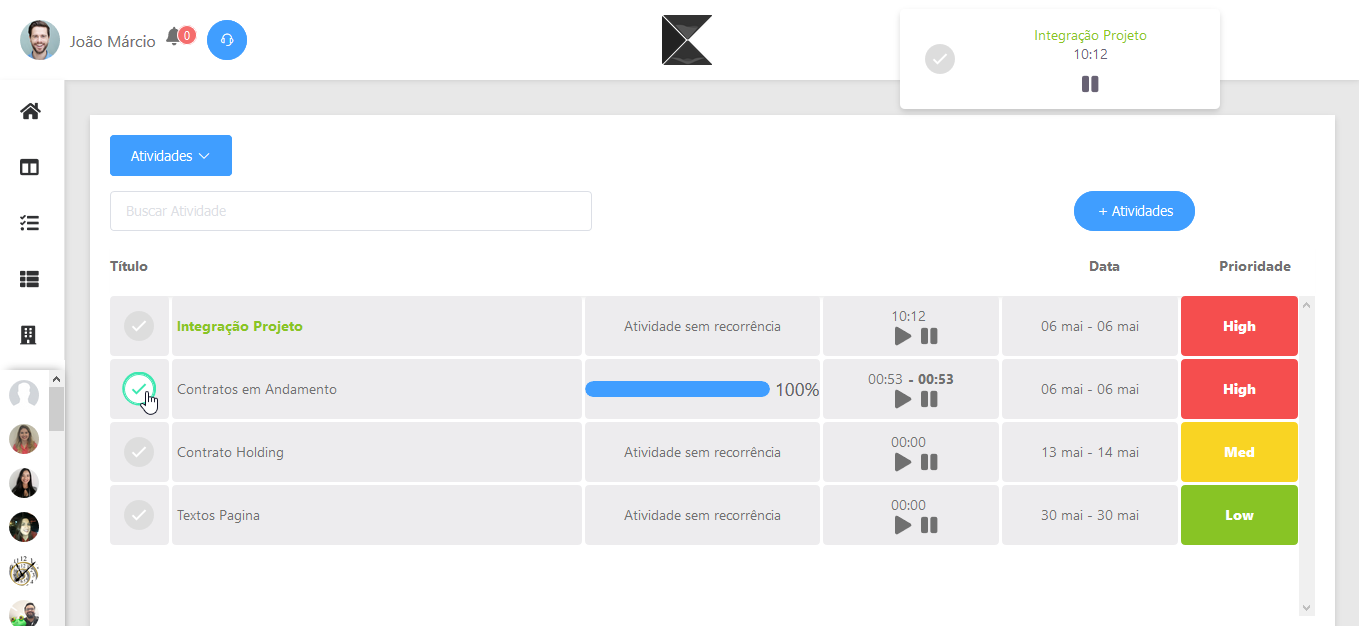 João Márcio
0
Integração Projeto
10:12
Atividades
Buscar Atividade
+ Atividades
Título Data Prioridade
Integração Projeto Atividade sem recorrência 10:12 06 mai - 06 mai High
Contratos em Andamento 100% 00:53 - 00:53 06 mai - 06 mai High
Contrato Holding Atividade sem recorrência 00:00 13 mai - 14 mai Med
Textos Pagina Atividade sem recorrência 00:00 30 mai - 30 mai Low